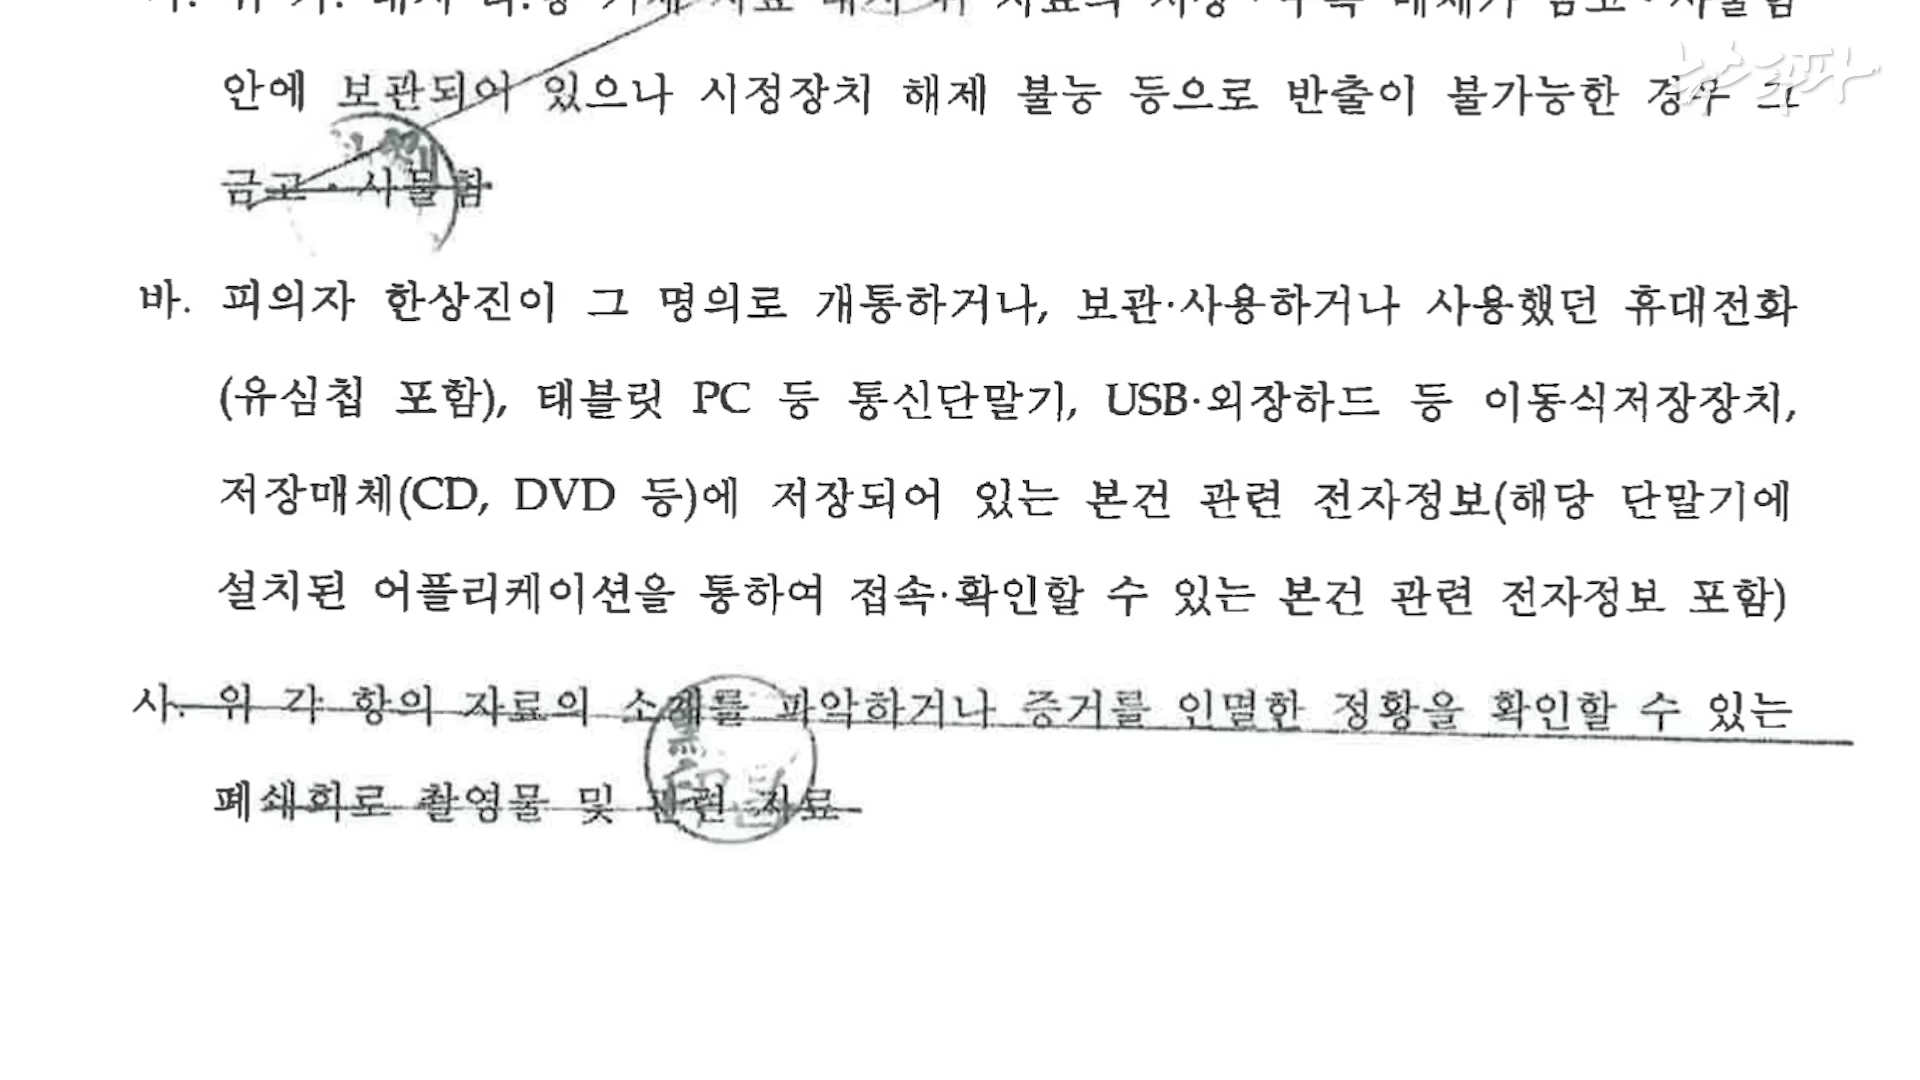 뉴스타파
안에 보관되어 있으나 시정장치 해제 불능 등으로 반출이 불가능한 경우 그
금고·사물함
바. 피의자 한상진이 그 명의로 개통하거나, 보관·사용하거나 사용했던 휴대전화
(유심칩 포함), 태블릿 PC 등 통신단말기, USB·외장하드 등 이동식저장장치,
저장매체(CD, DVD 등)에 저장되어 있는 본건 관련 전자정보(해당 단말기에
설치된 어플리케이션을 통하여 접속·확인할 수 있는 본건 관련 전자정보 포함)
사. 위 각 항의 자료의 소재를 파악하거나 증거를 인멸한 정황을 확인할 수 있는
폐쇄회로 촬영물 및 관련 자료